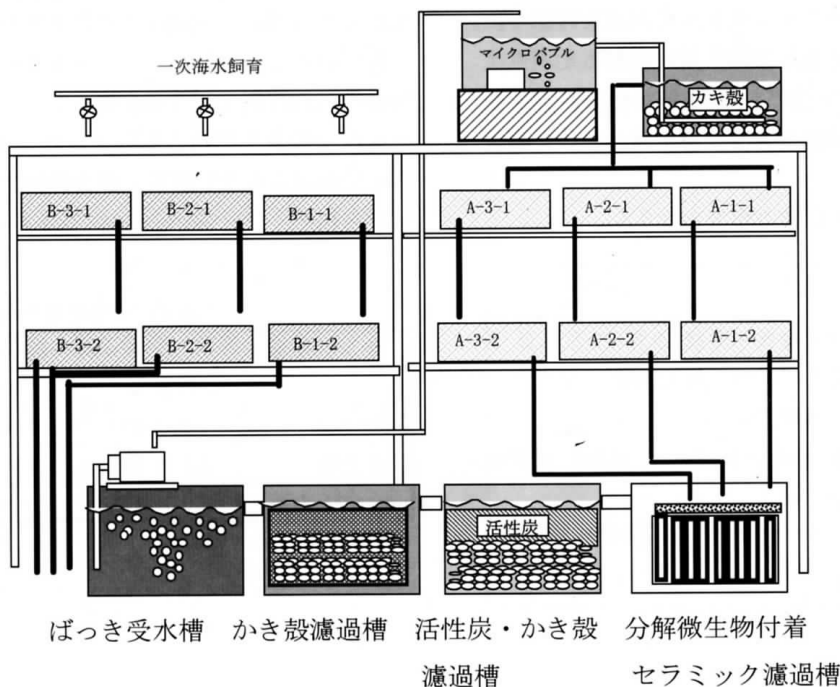 一次海水飼育
マイクロバブル
カキ殻
B-3-1
B-2-1
B-1-1
A-3-1
A-2-1
A-1-1
B-3-2
B-2-2
B-1-2
A-3-2
A-2-2
A-1-2
活性炭
ばっき受水槽
かき殻濾過槽
活性炭・かき殻
濾過槽
分解微生物付着
セラミック濾過槽